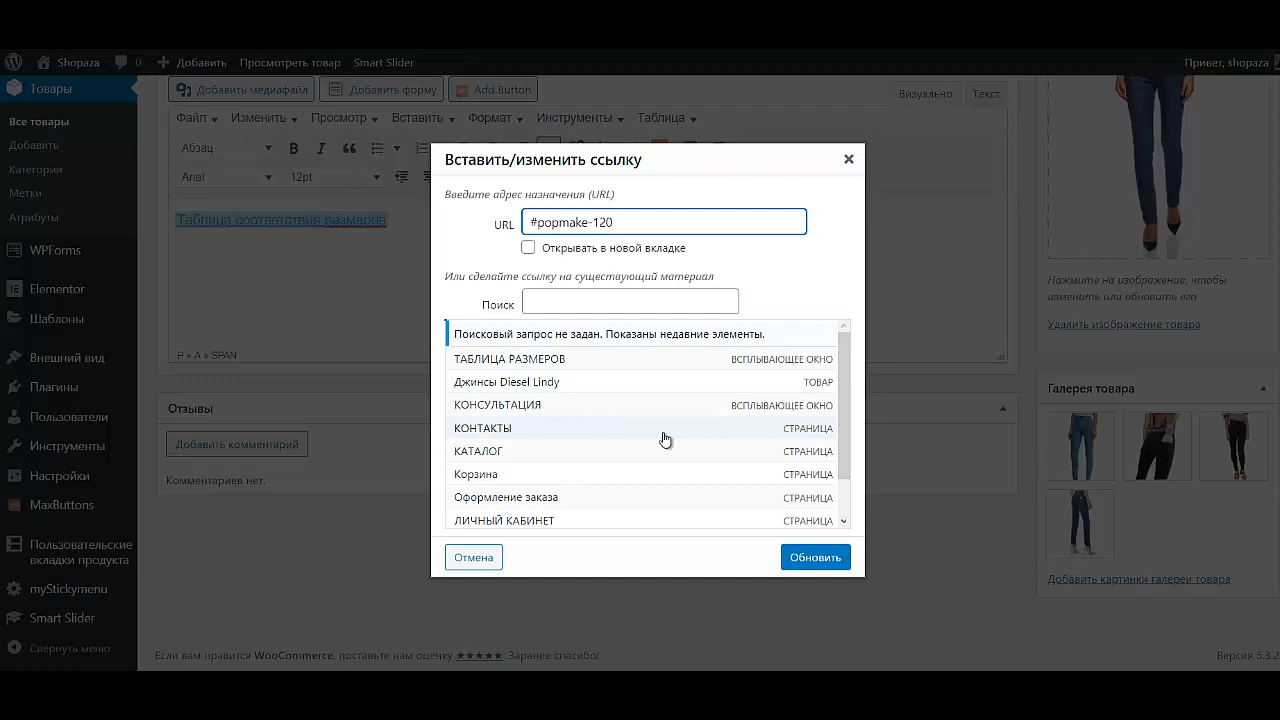 Shopaza
0
Добавить
Просмотреть товар
Smart Slider
Привет, shopaza
Товары
Все товары
Добавить
Категории
Метки
Атрибуты
WPForms
Elementor
Шаблоны
Внешний вид
Плагины
Пользователи
Инструменты
Настройки
MaxButtons
Пользовательские
вкладки продукта
myStickymenu
Smart Slider
Свернуть меню
Добавить медиафайл
Добавить форму
Add Button
Визуально
Текст
Файл
Изменить
Просмотр
Вставить
Формат
Инструменты
Таблица
Абзац
Arial
12pt
Таблица соответствия размеров
P » A » SPAN
Отзывы
Добавить комментарий
Комментариев нет.
Вставить/изменить ссылку
Введите адрес назначения (URL)
URL
#popmake-120
Открывать в новой вкладке
Или сделайте ссылку на существующий материал
Поиск
Поисковый запрос не задан. Показаны недавние элементы.
ТАБЛИЦА РАЗМЕРОВ ВСПЛЫВАЮЩЕЕ ОКНО
Джинсы Diesel Lindy ТОВАР
КОНСУЛЬТАЦИЯ ВСПЛЫВАЮЩЕЕ ОКНО
КОНТАКТЫ СТРАНИЦА
КАТАЛОГ СТРАНИЦА
Корзина СТРАНИЦА
Оформление заказа СТРАНИЦА
ЛИЧНЫЙ КАБИНЕТ СТРАНИЦА
Отмена
Обновить
Нажмите на изображение, чтобы
изменить или обновить его
Удалить изображение товара
Галерея товара
Добавить картинки галереи товара
Если вам нравится WooCommerce, поставьте нам оценку ★★★★★. Заранее спасибо!
Версия 5.3.2